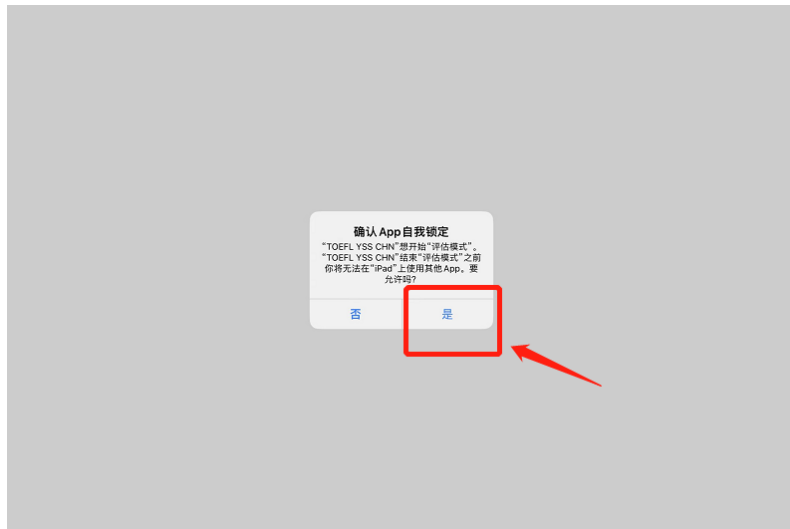 确认App自我锁定
“TOEFL YSS CHN”想开始“评估模式”。
“TOEFL YSS CHN”结束“评估模式”之前
你将无法在“iPad”上使用其他App。要
允许吗?
否
是